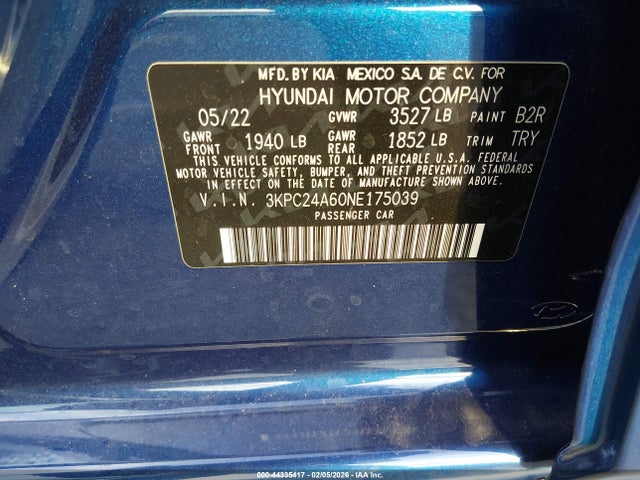 MFD. BY KIA MEXICO S.A. DE C.V. FOR
HYUNDAI MOTOR COMPANY
05/22 GVWR 3527 LB PAINT B2R
GAWR FRONT 1940 LB GAWR REAR 1852 LB TRIM TRY
THIS VEHICLE CONFORMS TO ALL APPLICABLE U.S.A. FEDERAL
MOTOR VEHICLE SAFETY, BUMPER, AND THEFT PREVENTION STANDARDS
IN EFFECT ON THE DATE OF MANUFACTURE SHOWN ABOVE.
V.I.N. 3KPC24A60NE175039
PASSENGER CAR
000-44335417 - 02/05/2026 - IAA Inc.